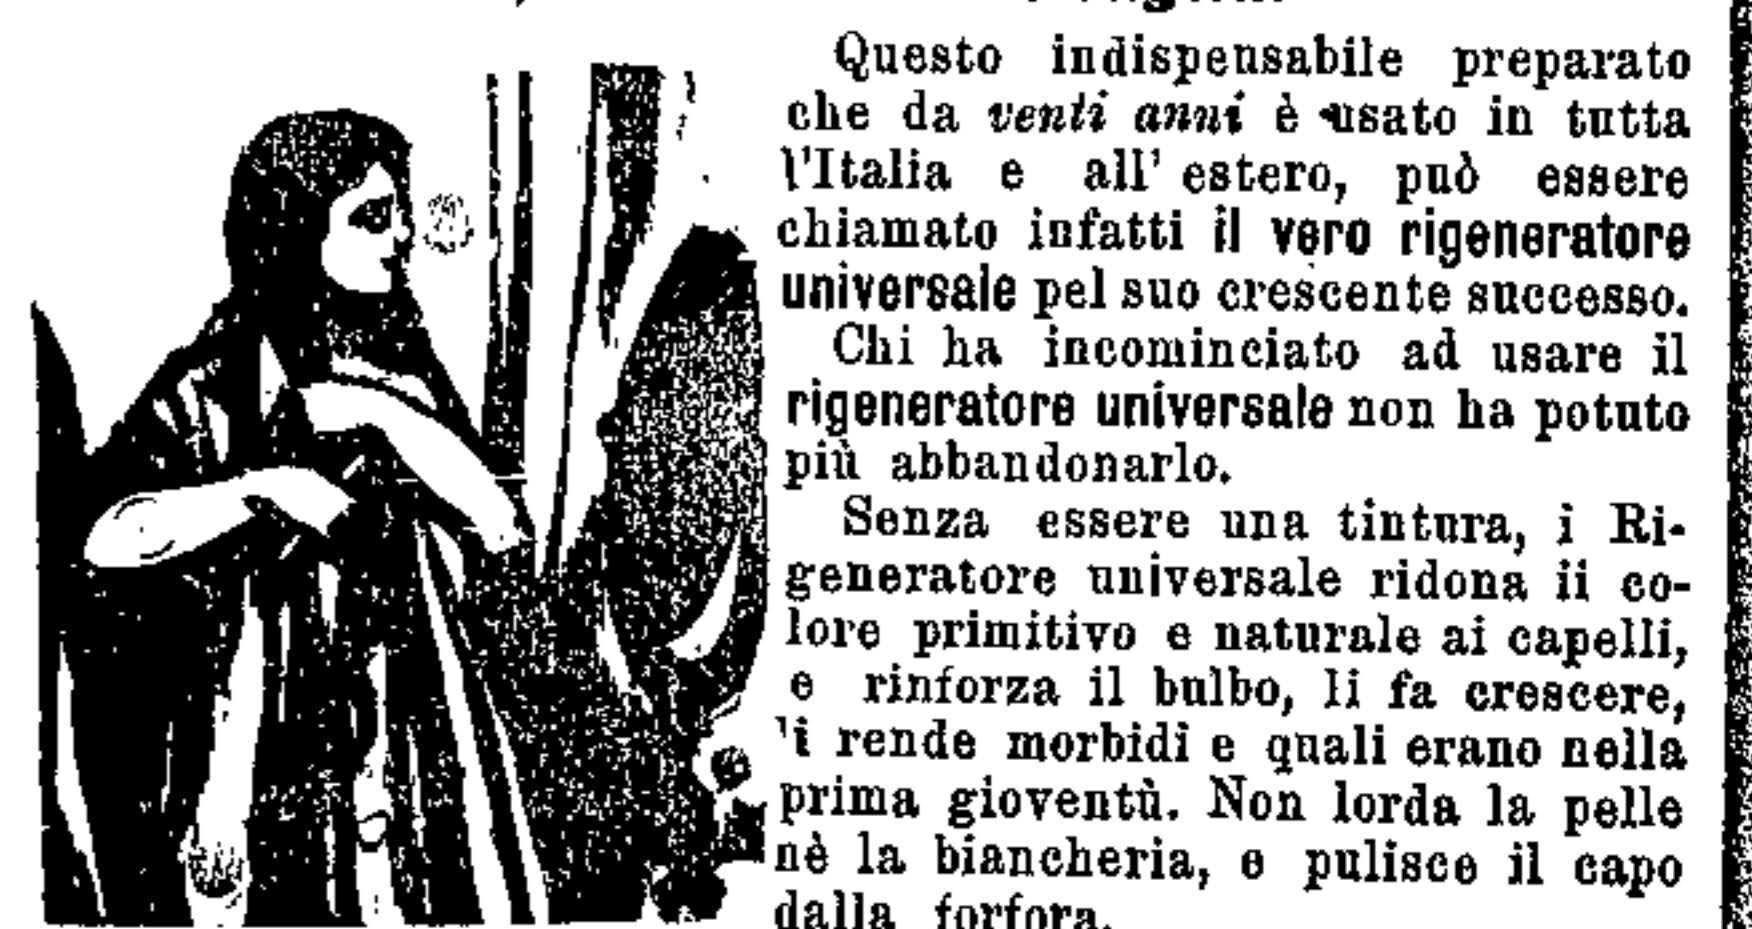 Questo indispensabile preparato
che da venti anni è usato in tutta
l'Italia e all' estero, può essere
chiamato infatti il vero rigeneratore
universale pel suo crescente successo.
Chi ha incominciato ad usare il
rigeneratore universale non ha potuto
più abbandonarlo.
Senza essere una tintura, i Ri-
generatore universale ridona ii co-
lore primitivo e naturale ai capelli,
e rinforza il bulbo, li fa crescere,
'i rende morbidi e quali erano nella
prima gioventù. Non lorda la pelle
nè la biancheria, e pulisce il capo
dalla forfora.